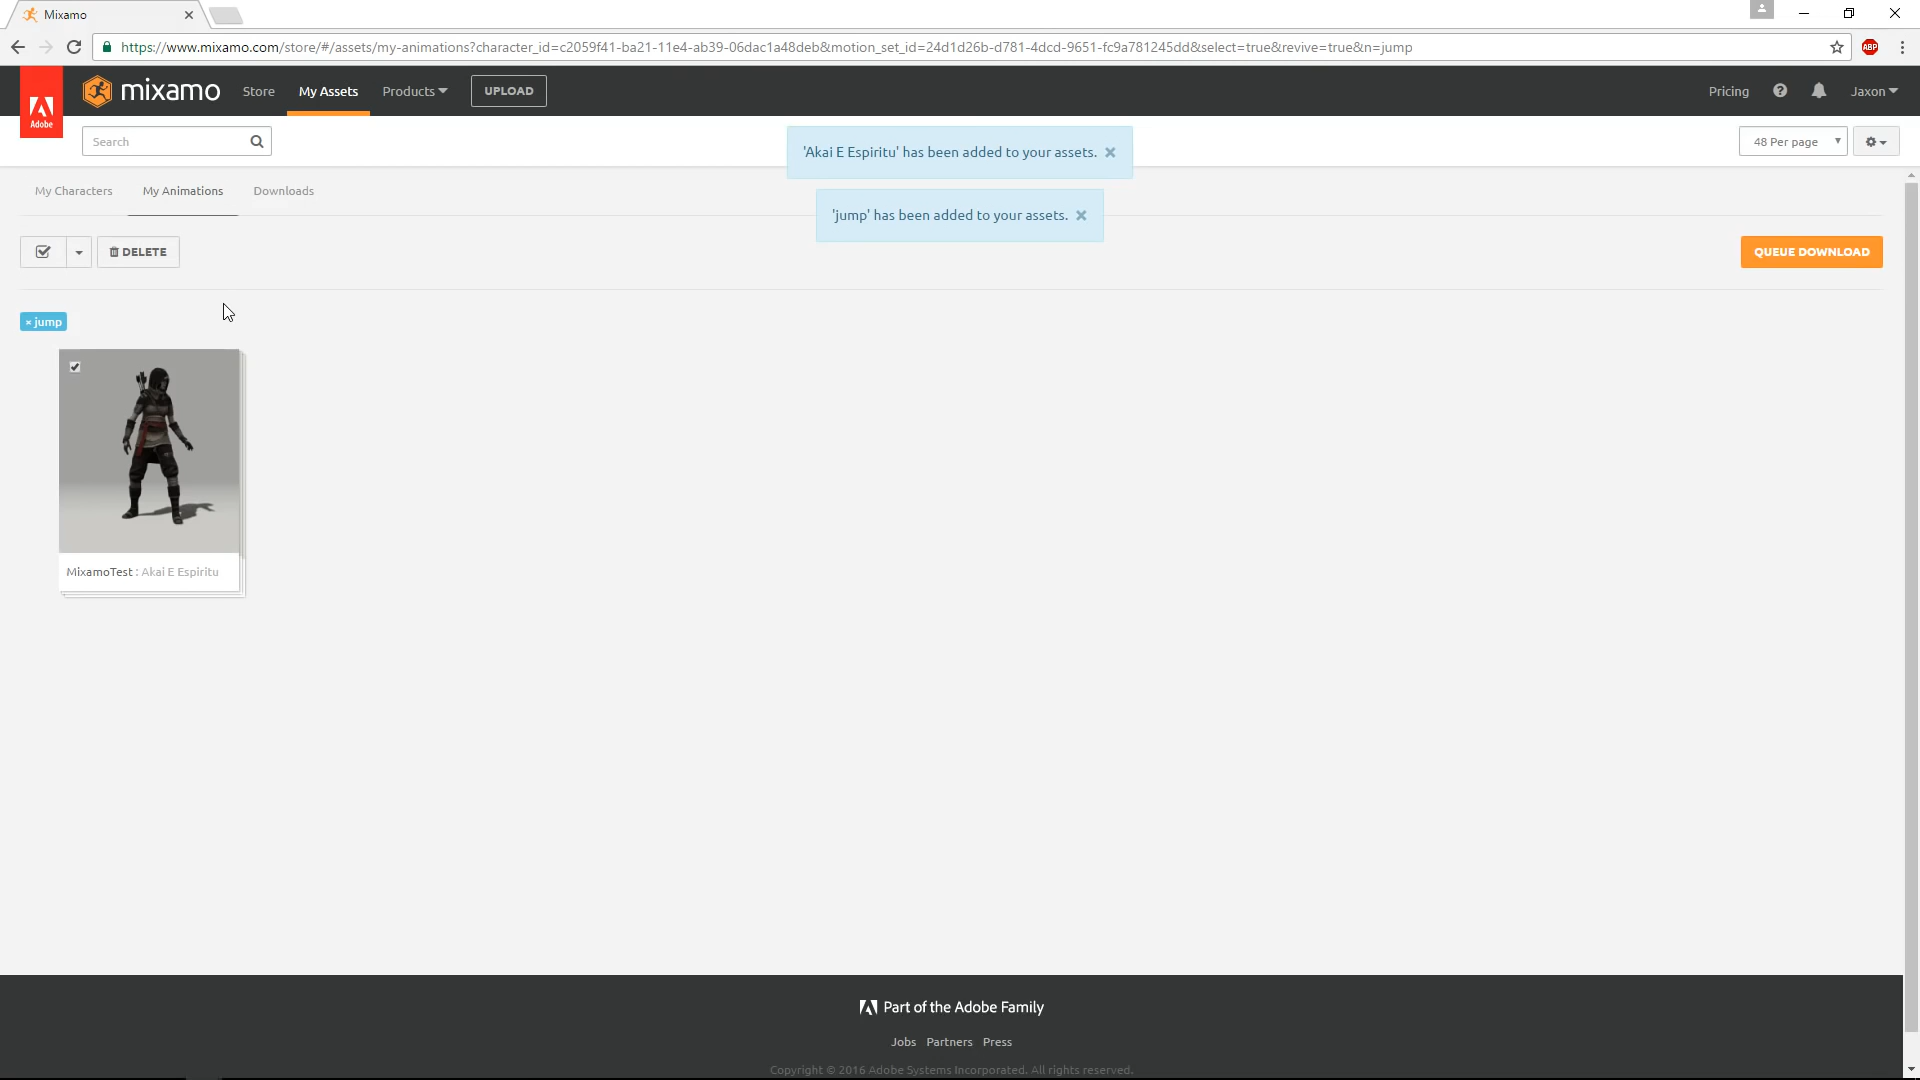 Mixamo
https://www.mixamo.com/store/#/assets/my-animations?character_id=c2059f41-ba21-11e4-ab39-06dac1a48deb&motion_set_id=24d1d26b-d781-4dcd-9651-fc9a781245dd&select=true&revive=true&n=jump
ABP
Adobe
mixamo
Store
My Assets
Products
UPLOAD
Pricing
?
Jaxon
Search
48 Per page
'Akai E Espiritu' has been added to your assets. ×
'jump' has been added to your assets. ×
My Characters
My Animations
Downloads
DELETE
QUEUE DOWNLOAD
× jump
MixamoTest : Akai E Espiritu
Part of the Adobe Family
Jobs Partners Press
Copyright © 2016 Adobe Systems Incorporated. All rights reserved.